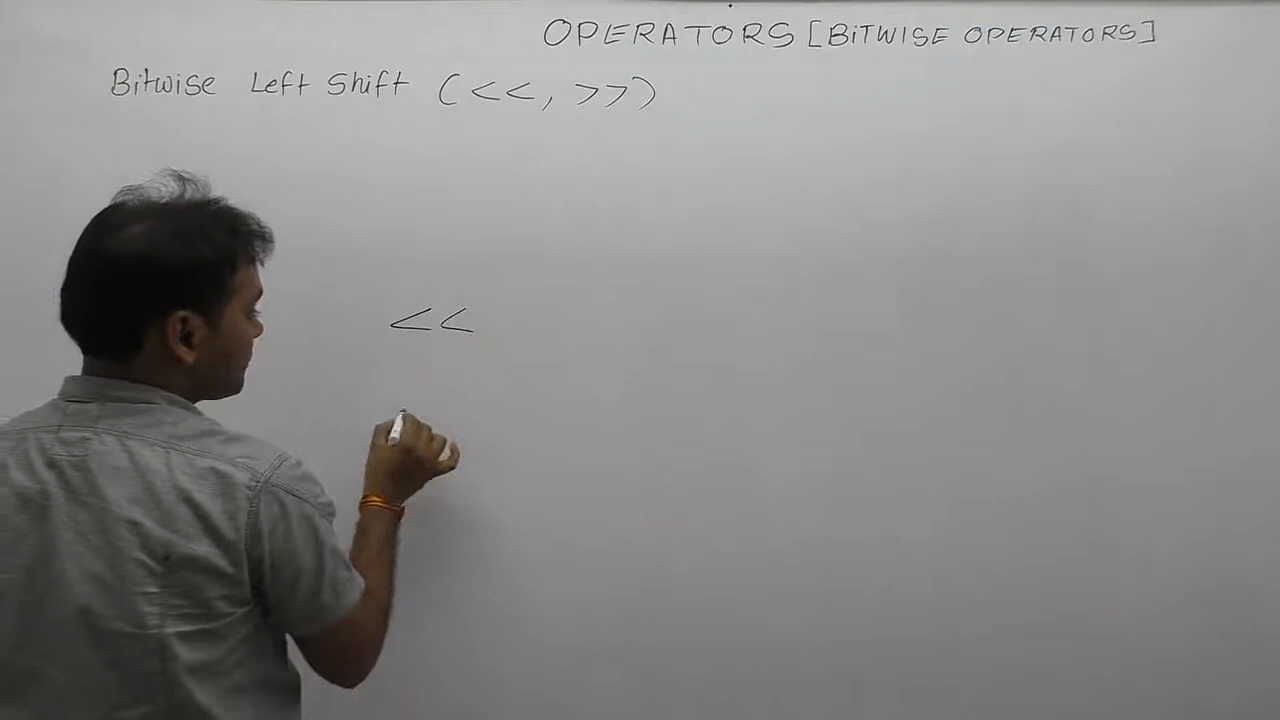 OPERATORS [BITWISE OPERATORS]
Bitwise Left Shift (<<, >>)
<<